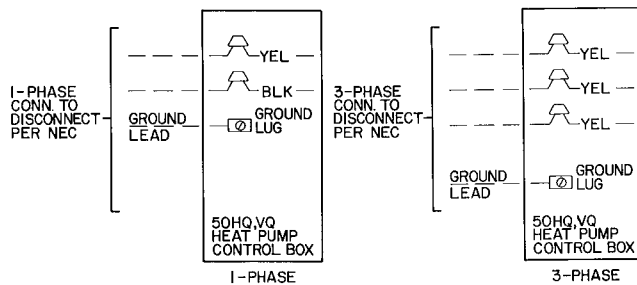 1-PHASE
CONN. TO
DISCONNECT
PER NEC
YEL
BLK
GROUND
LEAD
GROUND
LUG
50HQ,VQ
HEAT PUMP
CONTROL BOX
1-PHASE
3-PHASE
CONN. TO
DISCONNECT
PER NEC
YEL
YEL
YEL
GROUND
LEAD
GROUND
LUG
50HQ,VQ
HEAT PUMP
CONTROL BOX
3-PHASE